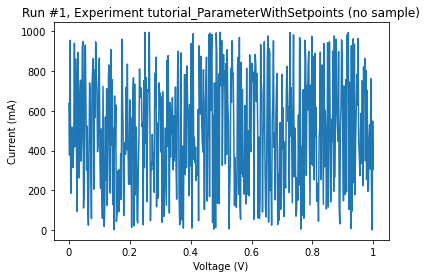 Run #1, Experiment tutorial_ParameterWithSetpoints (no sample)
1000
800
600
400
200
0
Current (mA)
0 0.2 0.4 0.6 0.8 1
Voltage (V)